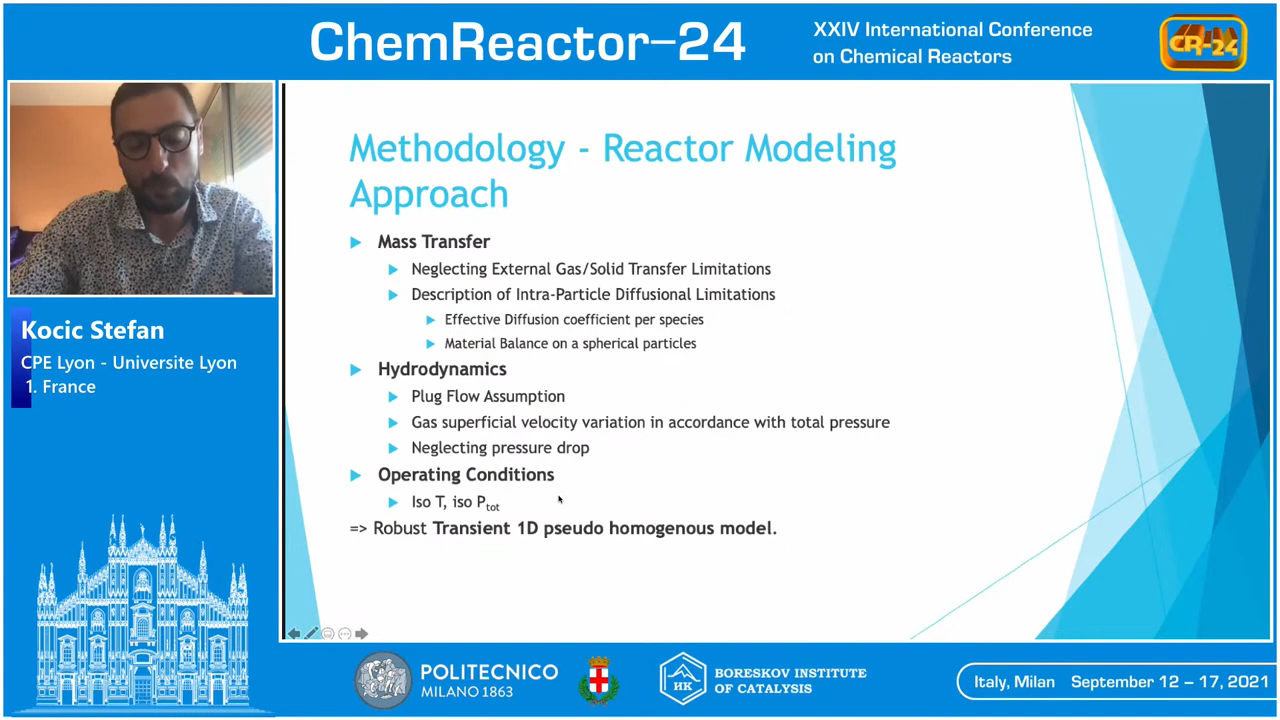 ChemReactor–24
XXIV International Conference
on Chemical Reactors
CR-24
Methodology - Reactor Modeling
Approach
Mass Transfer
Neglecting External Gas/Solid Transfer Limitations
Description of Intra-Particle Diffusional Limitations
Effective Diffusion coefficient per species
Material Balance on a spherical particles
Hydrodynamics
Plug Flow Assumption
Gas superficial velocity variation in accordance with total pressure
Neglecting pressure drop
Operating Conditions
Iso T, iso Ptot
=> Robust Transient 1D pseudo homogenous model.
Kocic Stefan
CPE Lyon - Universite Lyon
1. France
POLITECNICO
MILANO 1863
НК
BORESKOV INSTITUTE
OF CATALYSIS
Italy, Milan September 12 – 17, 2021